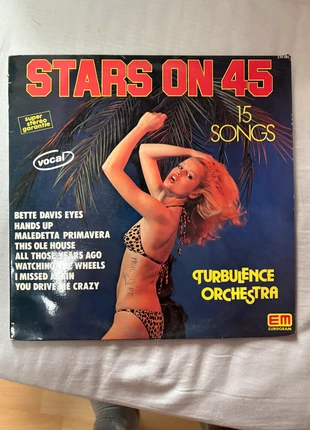 STARS ON 45
15
SONGS
super
stereo
garantie
vocal
BETTE DAVIS EYES
HANDS UP
MALEDETTA PRIMAVERA
THIS OLE HOUSE
ALL THOSE YEARS AGO
WATCHING THE WHEELS
I MISSED AGAIN
YOU DRIVE ME CRAZY
TURBULENCE
ORCHESTRA
EM
EUROGRAM